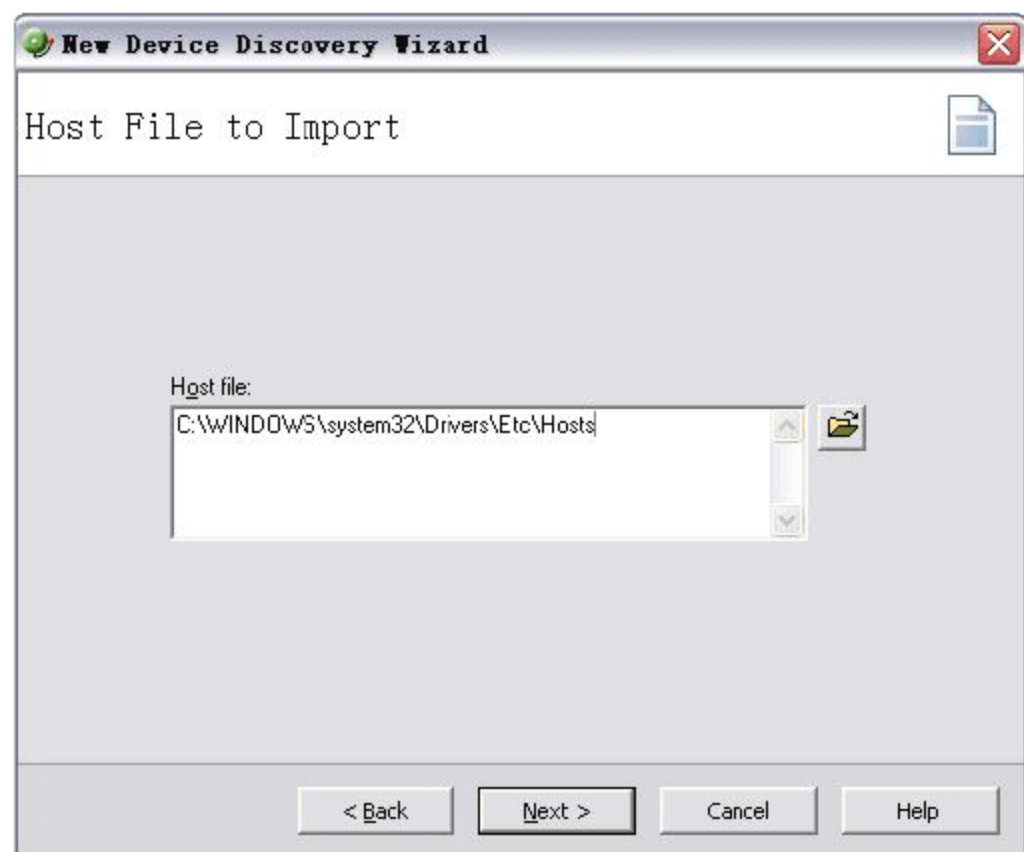 New Device Discovery Wizard
Host File to Import
Host file:
C:\WINDOWS\system32\Drivers\Etc\Hosts
< Back
Next >
Cancel
Help